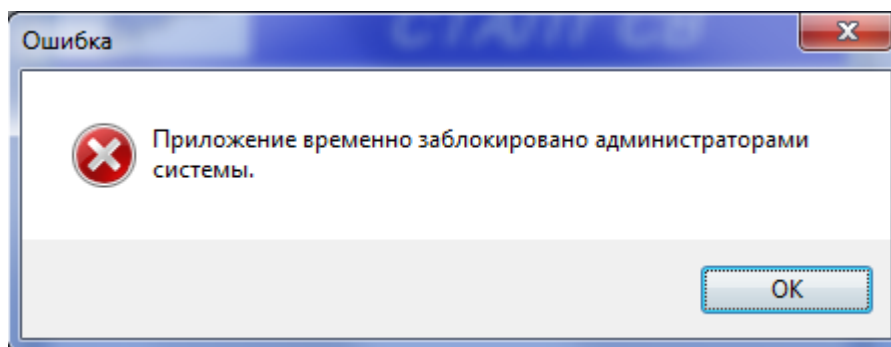 Ошибка
Приложение временно заблокировано администраторами
системы.
OK